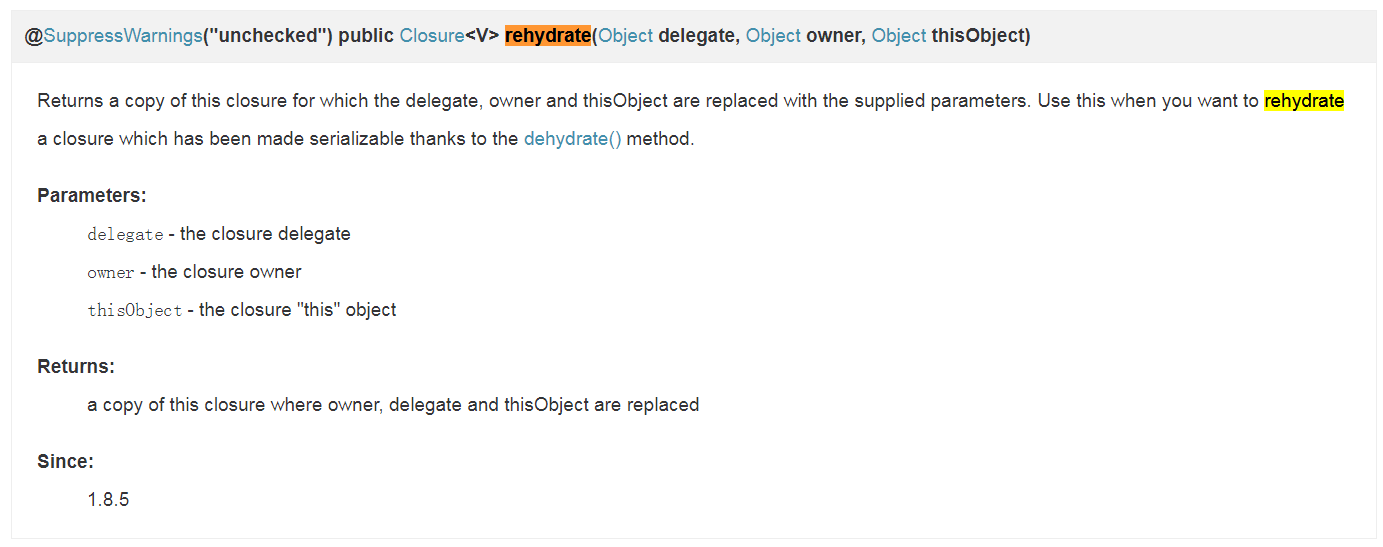 @SuppressWarnings("unchecked") public Closure<V> rehydrate(Object delegate, Object owner, Object thisObject)
Returns a copy of this closure for which the delegate, owner and thisObject are replaced with the supplied parameters. Use this when you want to rehydrate
a closure which has been made serializable thanks to the dehydrate() method.
Parameters:
delegate - the closure delegate
owner - the closure owner
thisObject - the closure "this" object
Returns:
a copy of this closure where owner, delegate and thisObject are replaced
Since:
1.8.5